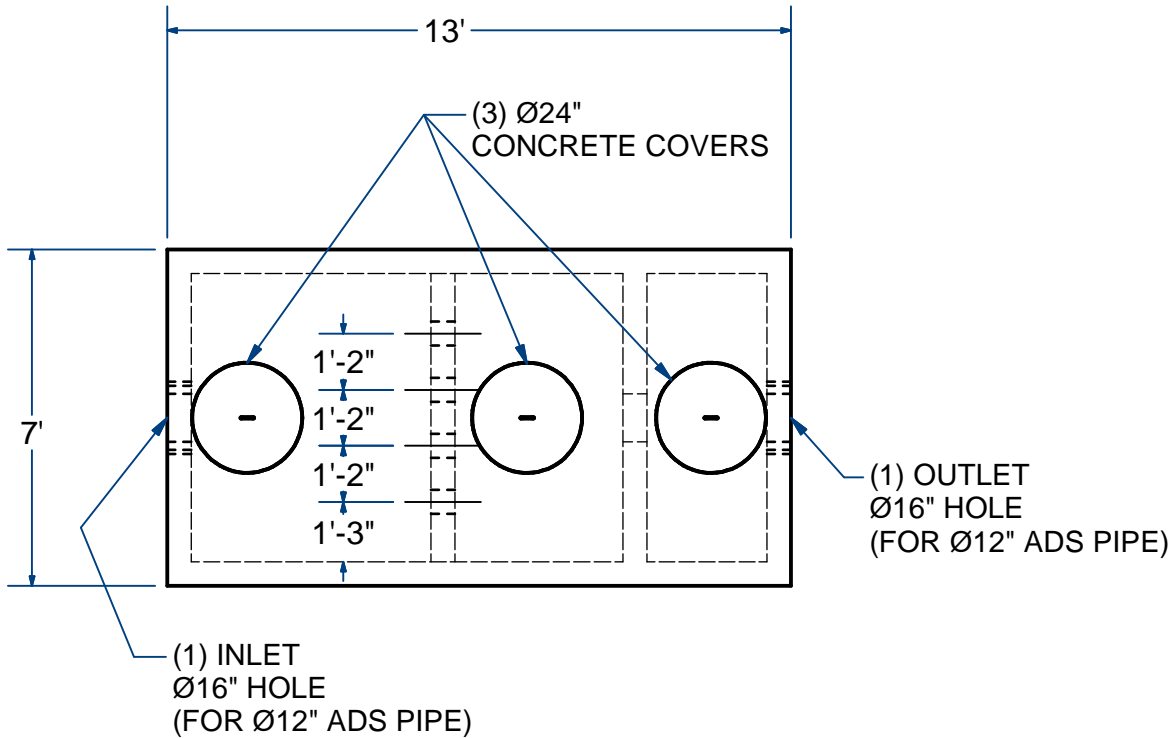 13'
(3) Ø24"
CONCRETE COVERS
1'-2"
1'-2"
7'
1'-2"
1'-3"
(1) OUTLET
Ø16" HOLE
(FOR Ø12" ADS PIPE)
(1) INLET
Ø16" HOLE
(FOR Ø12" ADS PIPE)